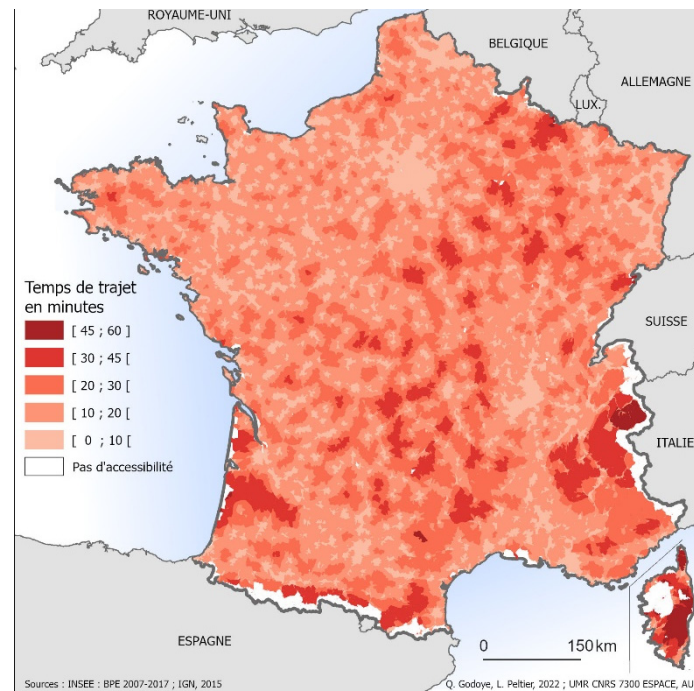 ROYAUME-UNI
BELGIQUE
ALLEMAGNE
LUX.
Temps de trajet
en minutes
[ 45 ; 60 ]
[ 30 ; 45 [
[ 20 ; 30 [
[ 10 ; 20 [
[ 0 ; 10 [
Pas d'accessibilité
SUISSE
ITALIE
ESPAGNE
0 150 km
Sources : INSEE : BPE 2007-2017 ; IGN, 2015
Q. Godoye, L. Peltier, 2022 ; UMR CNRS 7300 ESPACE, AU